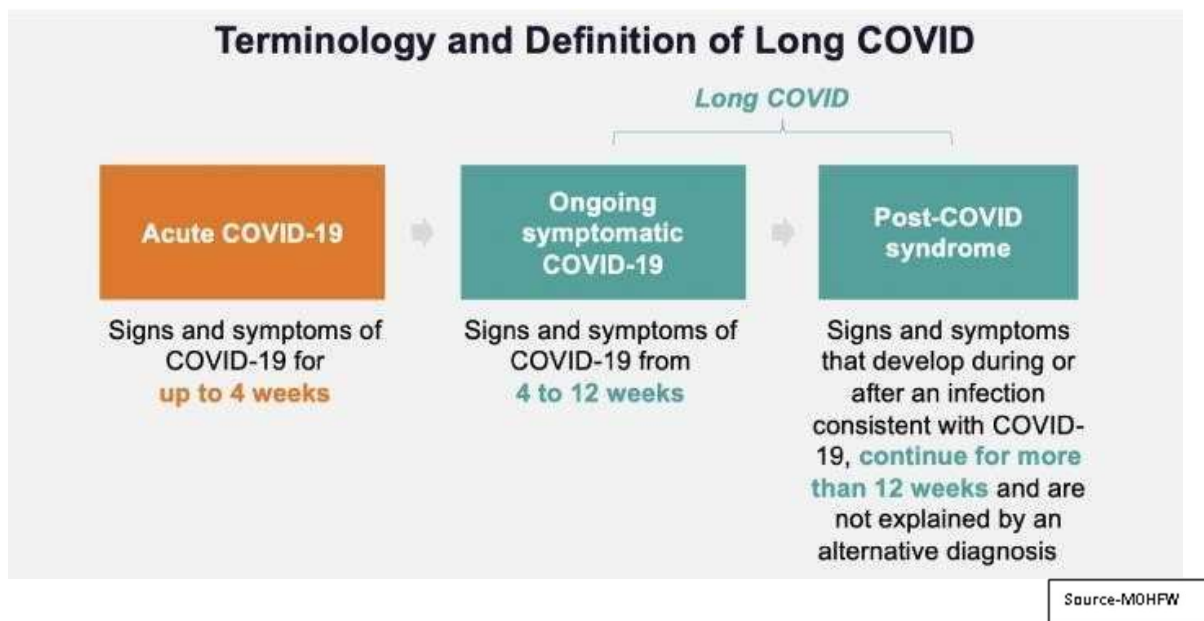 Terminology and Definition of Long COVID
Long COVID
Acute COVID-19
Signs and symptoms of
COVID-19 for
up to 4 weeks
Ongoing
symptomatic
COVID-19
Signs and symptoms of
COVID-19 from
4 to 12 weeks
Post-COVID
syndrome
Signs and symptoms
that develop during or
after an infection
consistent with COVID-
19, continue for more
than 12 weeks and are
not explained by an
alternative diagnosis
Source-MOHFW